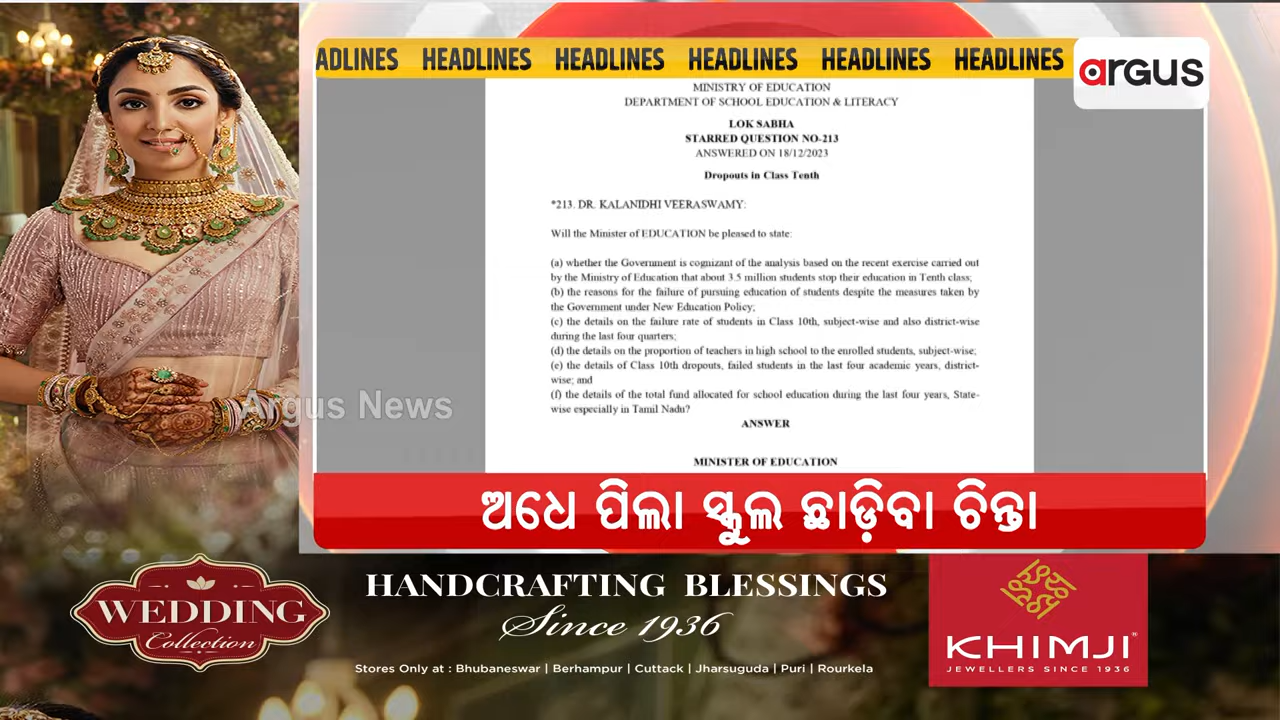 ADLINES HEADLINES HEADLINES HEADLINES HEADLINES HEADLINES
argus
MINISTRY OF EDUCATION
DEPARTMENT OF SCHOOL EDUCATION & LITERACY
LOK SABHA
STARRED QUESTION NO-213
ANSWERED ON 18/12/2023
Dropouts in Class Tenth
*213. DR. KALANIDHI VEERASWAMY:
Will the Minister of EDUCATION be pleased to state:
(a) whether the Government is cognizant of the analysis based on the recent exercise carried out
by the Ministry of Education that about 3.5 million students stop their education in Tenth class;
(b) the reasons for the failure of pursuing education of students despite the measures taken by
the Government under New Education Policy;
(c) the details on the failure rate of students in Class 10th, subject-wise and also district-wise
during the last four quarters;
(d) the details on the proportion of teachers in high school to the enrolled students, subject-wise;
(e) the details of Class 10th dropouts, failed students in the last four academic years, district-
wise; and
(f) the details of the total fund allocated for school education during the last four years, State-
wise especially in Tamil Nadu?
ANSWER
MINISTER OF EDUCATION
Argus News
ଅଧେ ପିଲା ସ୍କୁଲ ଛାଡ଼ିବା ଚିନ୍ତା
WEDDING
Collection
HANDCRAFTING BLESSINGS
Since 1936
Stores Only at : Bhubaneswar | Berhampur | Cuttack | Jharsuguda | Puri | Rourkela
KHIMJI®
JEWELLERS SINCE 1936